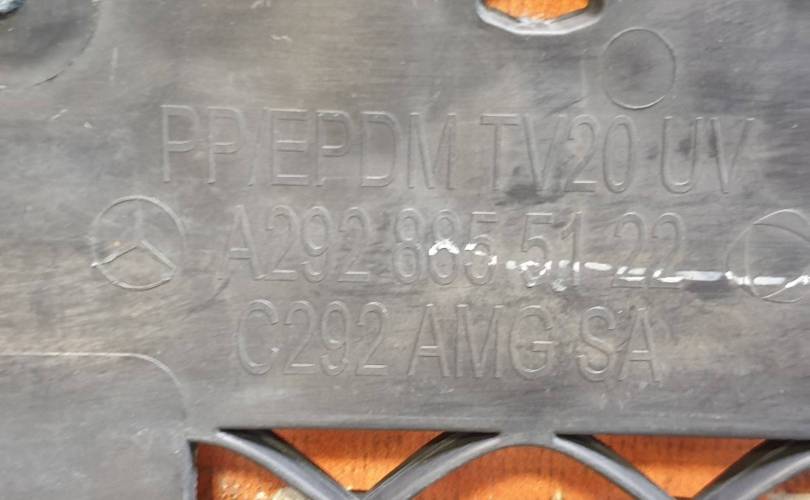 PP/EPDM TV20 UV
A292 885 51 22
C292 AMG SA